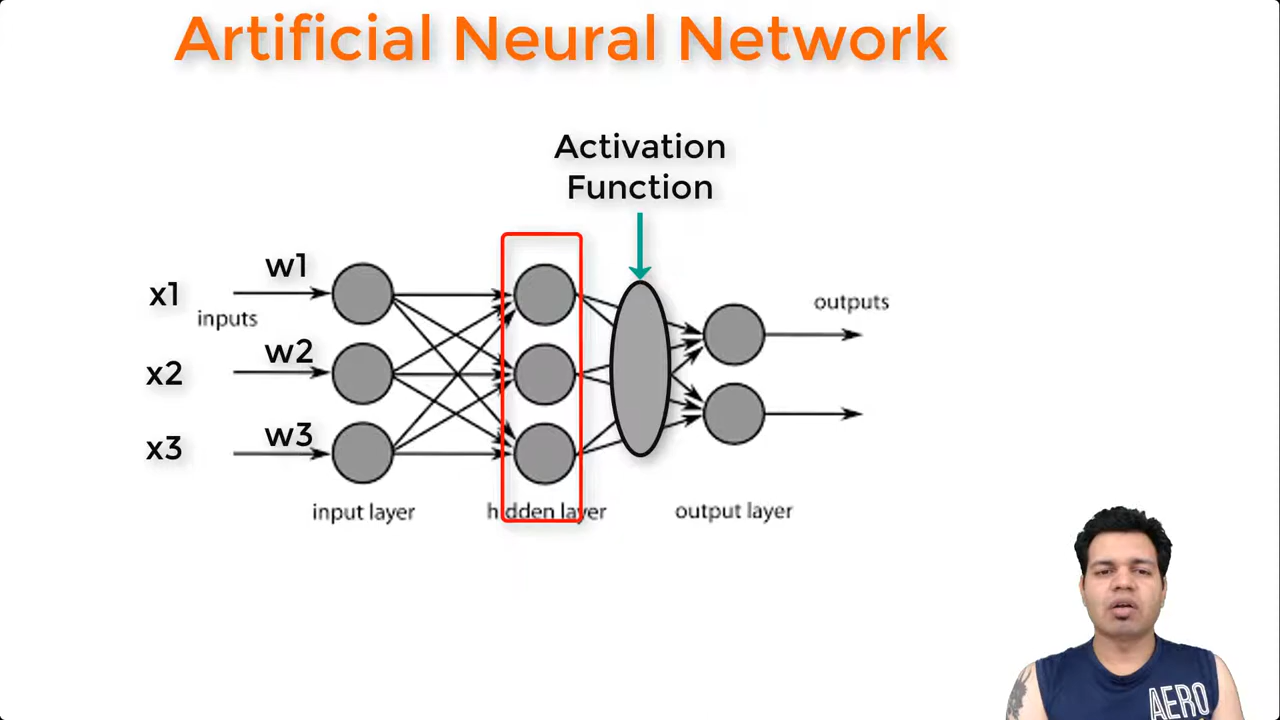 Artificial Neural Network
Activation
Function
w1
x1
inputs
outputs
w2
x2
w3
x3
input layer
hidden layer
output layer
AERO